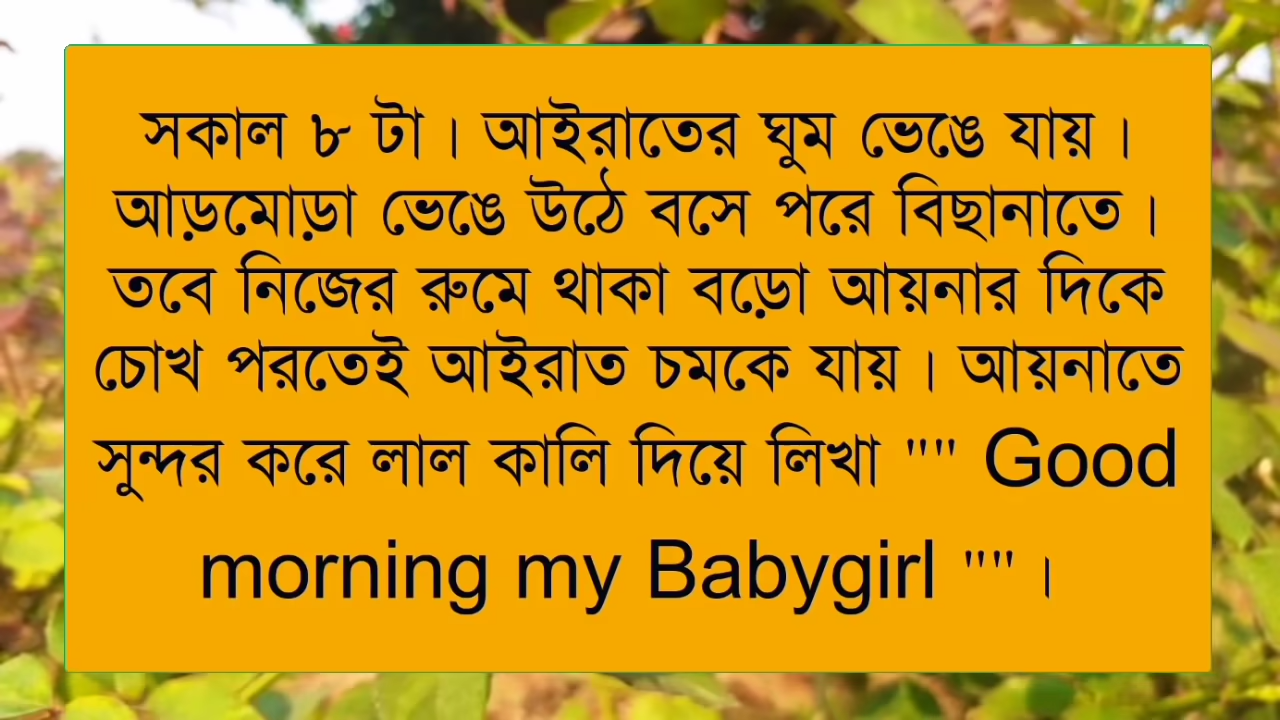 সকাল ৮ টা। আইরাতের ঘুম ভেঙে যায়।
আড়মোড়া ভেঙে উঠে বসে পরে বিছানাতে।
তবে নিজের রুমে থাকা বড়ো আয়নার দিকে
চোখ পরতেই আইরাত চমকে যায়। আয়নাতে
সুন্দর করে লাল কালি দিয়ে লিখা "" Good
morning my Babygirl ""।